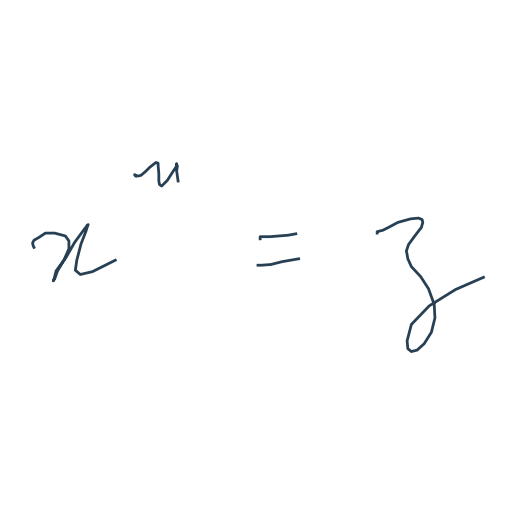 x^u = z